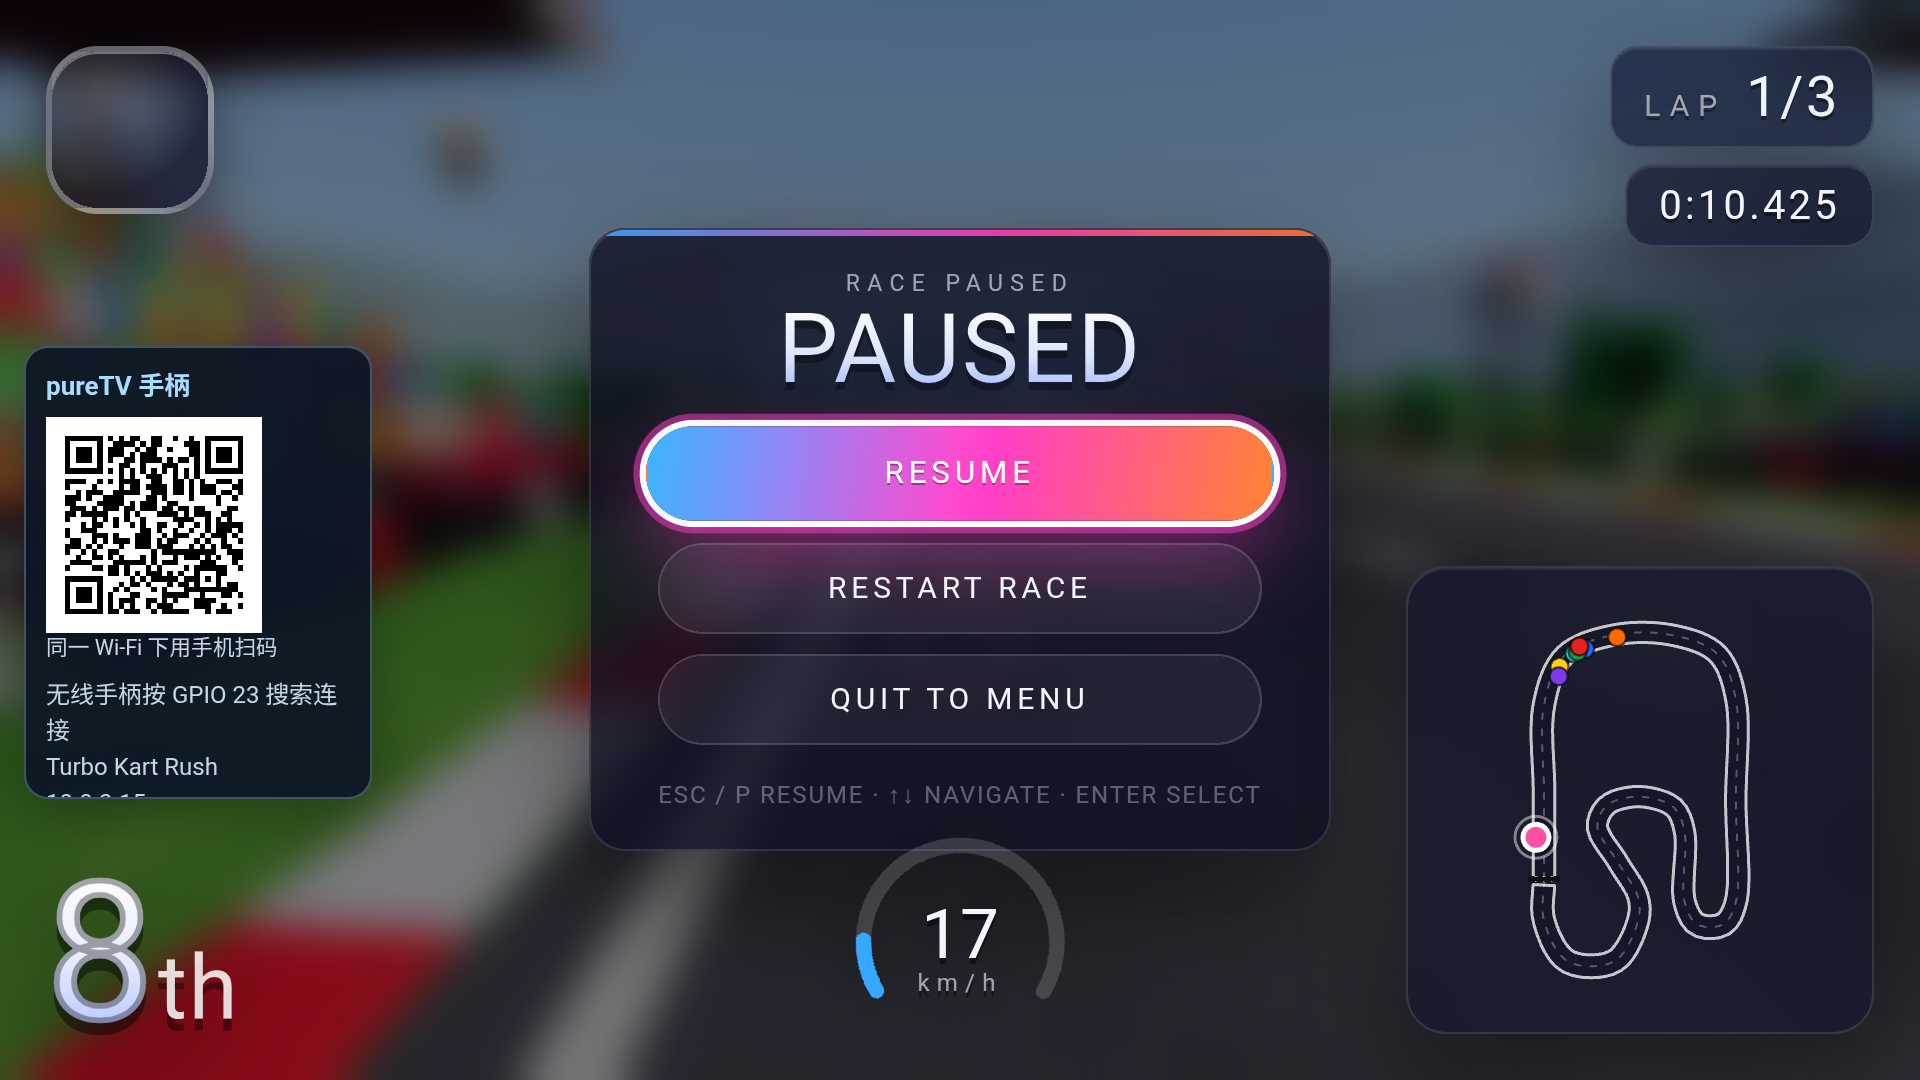 LAP 1/3
0:10.425
RACE PAUSED
PAUSED
RESUME
RESTART RACE
QUIT TO MENU
ESC / P RESUME · ↑↓ NAVIGATE · ENTER SELECT
pureTV 手柄
同一 Wi-Fi 下用手机扫码
无线手柄按 GPIO 23 搜索连
接
Turbo Kart Rush
8th
17
km/h